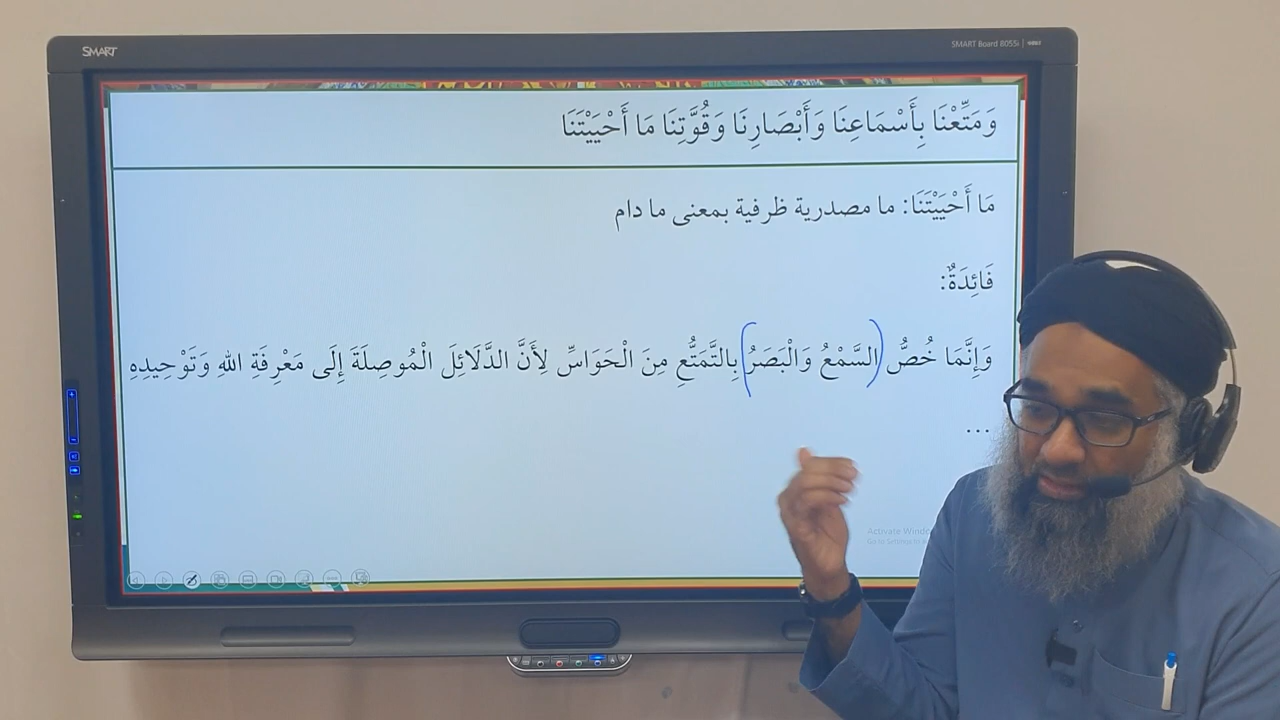 SMART
SMART Board 8055i
وَمَتِّعْنَا بِأَسْمَاعِنَا وَأَبْصَارِنَا وَقُوَّتِنَا مَا أَحْيَيْتَنَا
مَا أَحْيَيْتَنَا: ما مصدرية ظرفية بمعنى ما دام
فَائِدَةٌ:
وَإِنَّمَا خُصُّ السَّمْعُ وَالْبَصَرُ بِالتَّمَتُّعِ مِنَ الْحَوَاسِّ لِأَنَّ الدَّلَائِلَ الْمُوصِلَةَ إِلَى مَعْرِفَةِ اللهِ وَتَوْحِيدِهِ
...
Activate Windo